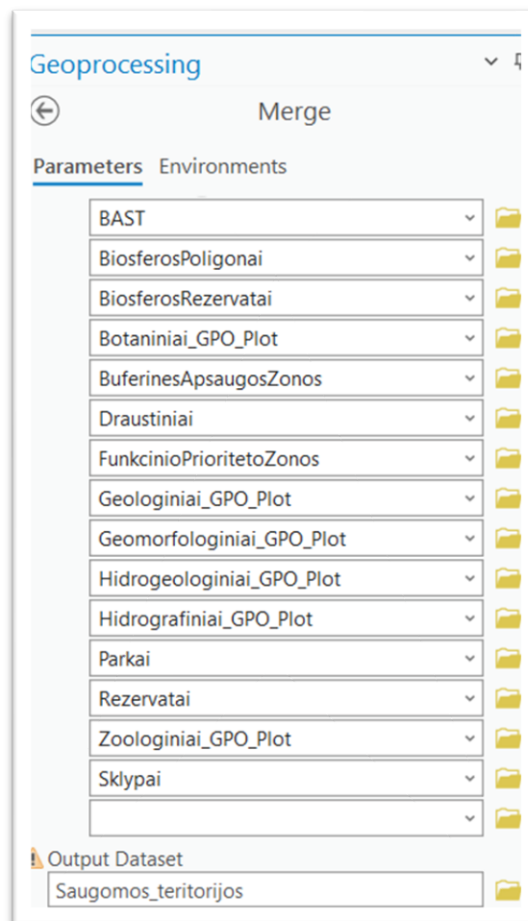 Geoprocessing
Merge
Parameters Environments
BAST
BiosferosPoligonai
BiosferosRezervatai
Botaniniai_GPO_Plot
BuferinesApsaugosZonos
Draustiniai
FunkcinioPrioritetoZonos
Geologiniai_GPO_Plot
Geomorfologiniai_GPO_Plot
Hidrogeologiniai_GPO_Plot
Hidrografiniai_GPO_Plot
Parkai
Rezervatai
Zoologiniai_GPO_Plot
Sklypai
Output Dataset
Saugomos_teritorijos